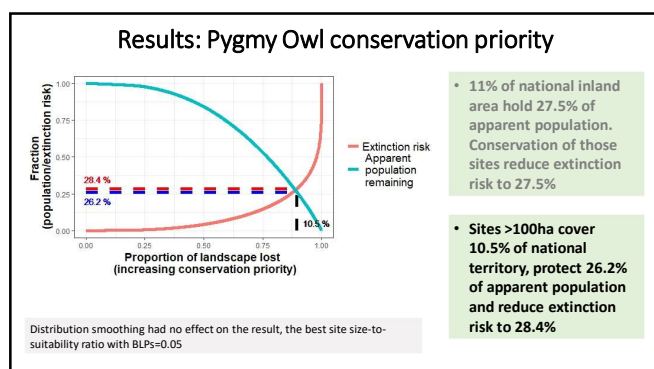 Results: Pygmy Owl conservation priority
Fraction
(population/extinction risk)
1.00
0.75
0.50
0.25
0.00
28.4 %
26.2 %
10.5 %
0.00 0.25 0.50 0.75 1.00
Proportion of landscape lost
(increasing conservation priority)
Extinction risk
Apparent
population
remaining
• 11% of national inland
area hold 27.5% of
apparent population.
Conservation of those
sites reduce extinction
risk to 27.5%
• Sites >100ha cover
10.5% of national
territory, protect 26.2%
of apparent population
and reduce extinction
risk to 28.4%
Distribution smoothing had no effect on the result, the best site size-to-
suitability ratio with BLPs=0.05